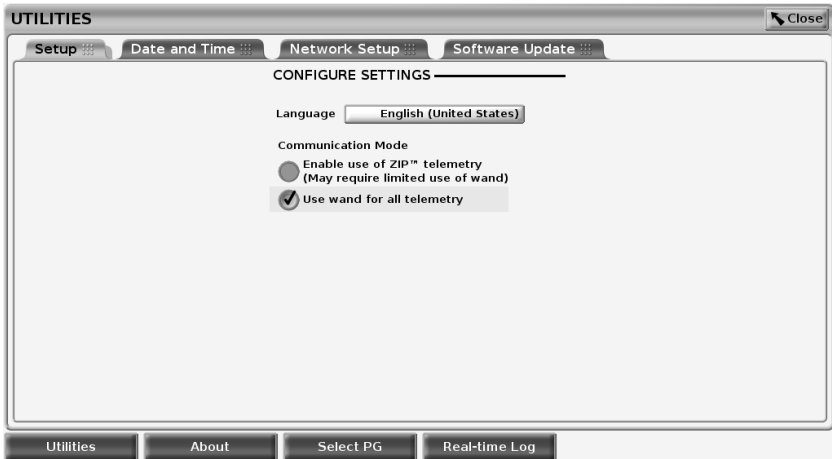 UTILITIES
Close
Setup
Date and Time
Network Setup
Software Update
CONFIGURE SETTINGS
Language
English (United States)
Communication Mode
Enable use of ZIP™ telemetry
(May require limited use of wand)
Use wand for all telemetry
Utilities
About
Select PG
Real-time Log